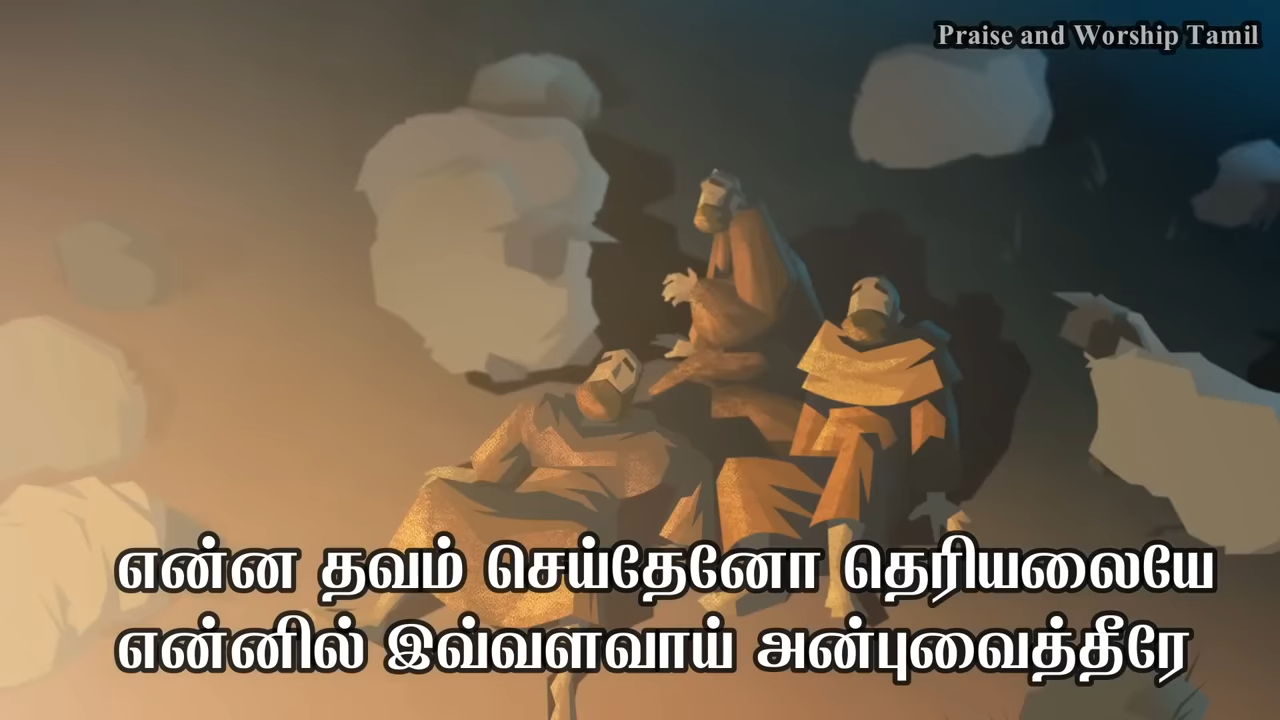 Praise and Worship Tamil
என்ன தவம் செய்தேனோ தெரியலையே
என்னில் இவ்வளவாய் அன்புவைத்தீரே